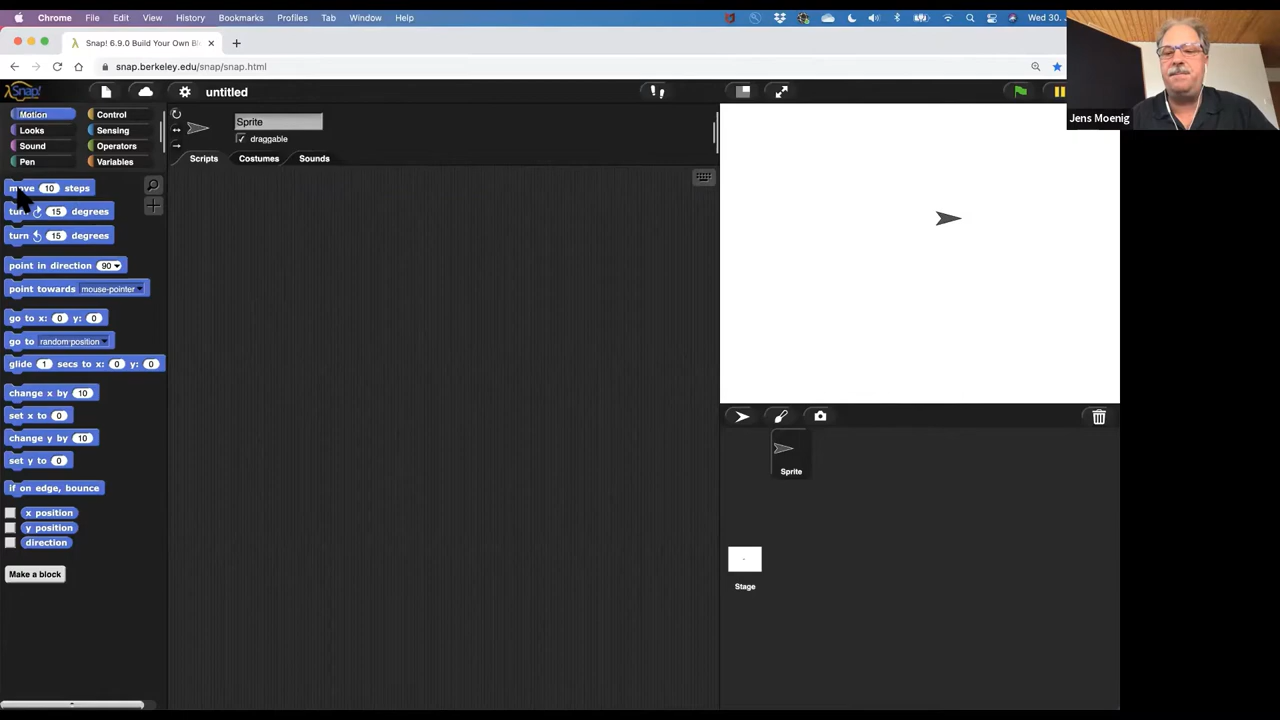 Chrome File Edit View History Bookmarks Profiles Tab Window Help Wed 30.
Snap! 6.9.0 Build Your Own Blo
snap.berkeley.edu/snap/snap.html
Snap! untitled
Motion Control
Looks Sensing
Sound Operators
Pen Variables
Sprite
draggable
Scripts Costumes Sounds
move 10 steps
turn 15 degrees
turn 15 degrees
point in direction 90
point towards mouse-pointer
go to x: 0 y: 0
go to random position
glide 1 secs to x: 0 y: 0
change x by 10
set x to 0
change y by 10
set y to 0
if on edge, bounce
x position
y position
direction
Make a block
Sprite
Stage
Jens Moenig